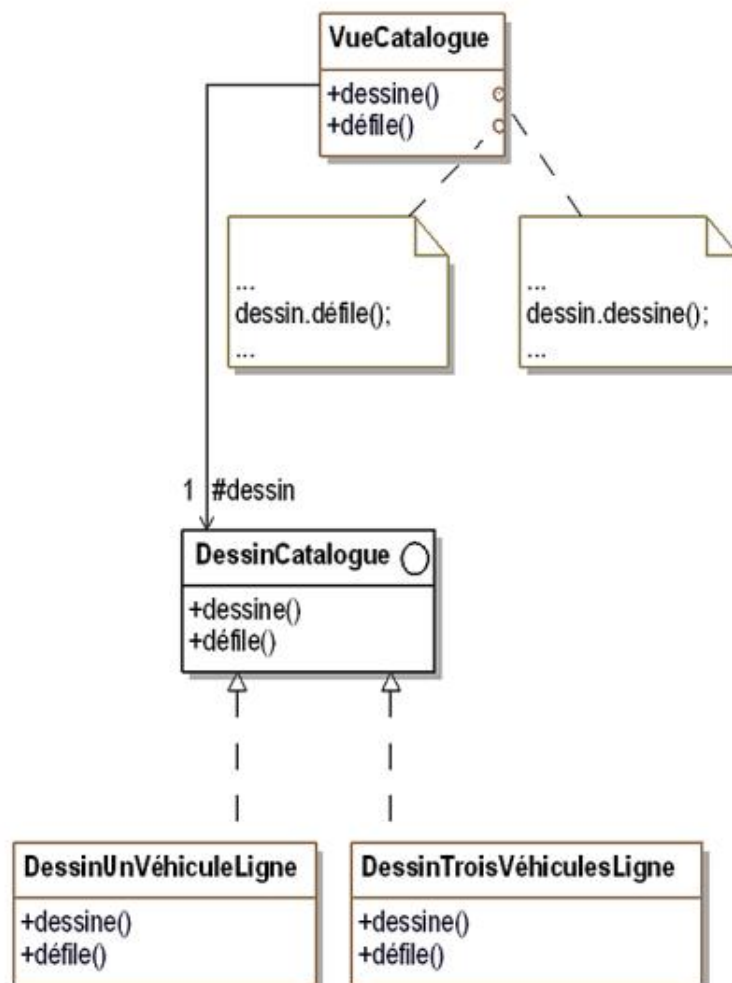 VueCatalogue
+dessine()
+défile()
...
dessin.défile();
...
...
dessin.dessine();
...
1 #dessin
DessinCatalogue
+dessine()
+défile()
DessinUnVéhiculeLigne
+dessine()
+défile()
DessinTroisVéhiculesLigne
+dessine()
+défile()